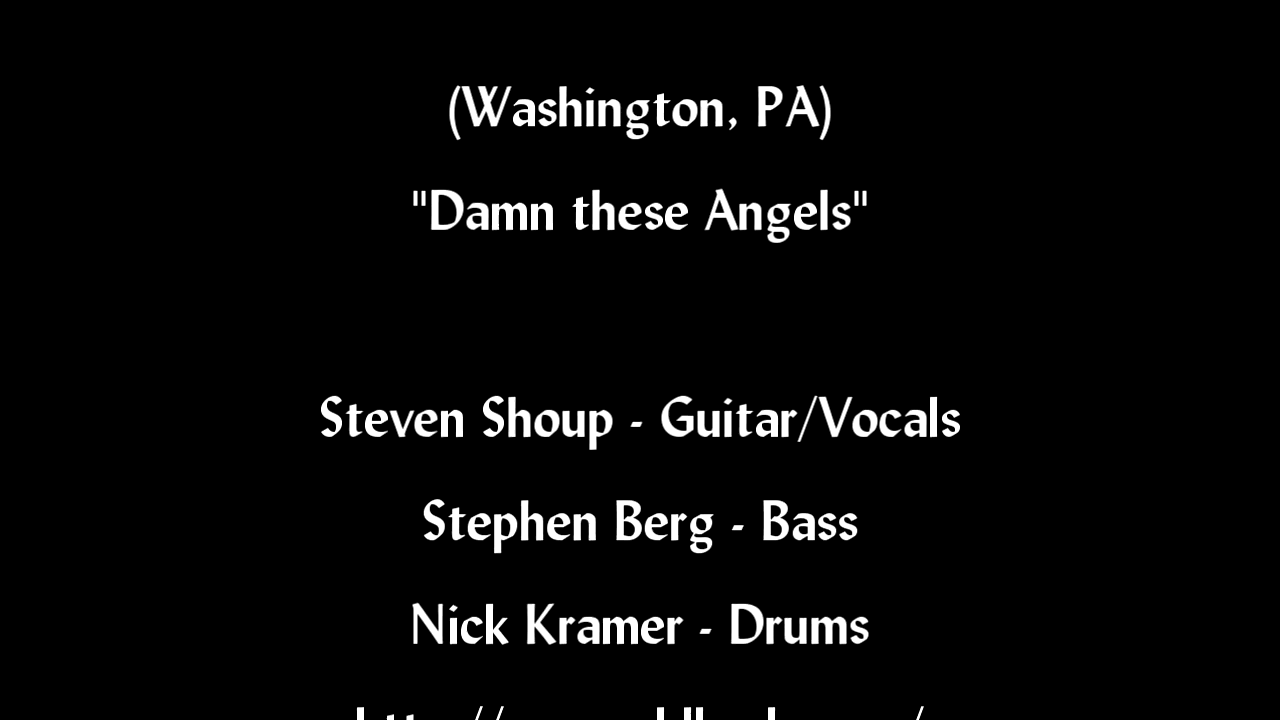 (Washington, PA)
"Damn these Angels"
Steven Shoup - Guitar/Vocals
Stephen Berg - Bass
Nick Kramer - Drums